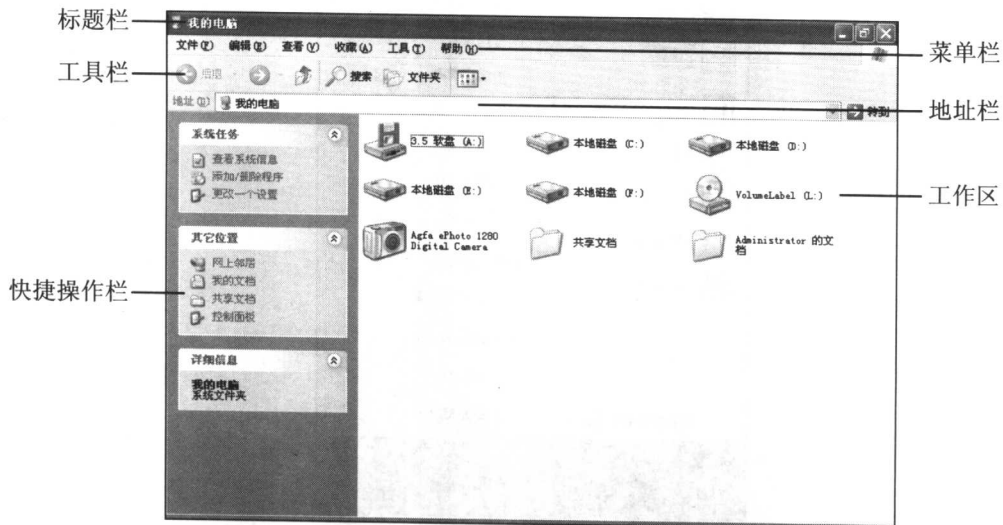 标题栏
我的电脑
文件(F) 编辑(E) 查看(V) 收藏(A) 工具(T) 帮助(H)
菜单栏
工具栏
后退 搜索 文件夹
地址(D) 我的电脑 转到
地址栏
系统任务
查看系统信息
添加/删除程序
更改一个设置
其它位置
网上邻居
我的文档
共享文档
控制面板
快捷操作栏
详细信息
我的电脑
系统文件夹
3.5 软盘 (A:) 本地磁盘 (C:) 本地磁盘 (D:)
本地磁盘 (E:) 本地磁盘 (F:) VolumeLabel (L:)
工作区
Agfa ePhoto 1280
Digital Camera
共享文档
Administrator 的文
档